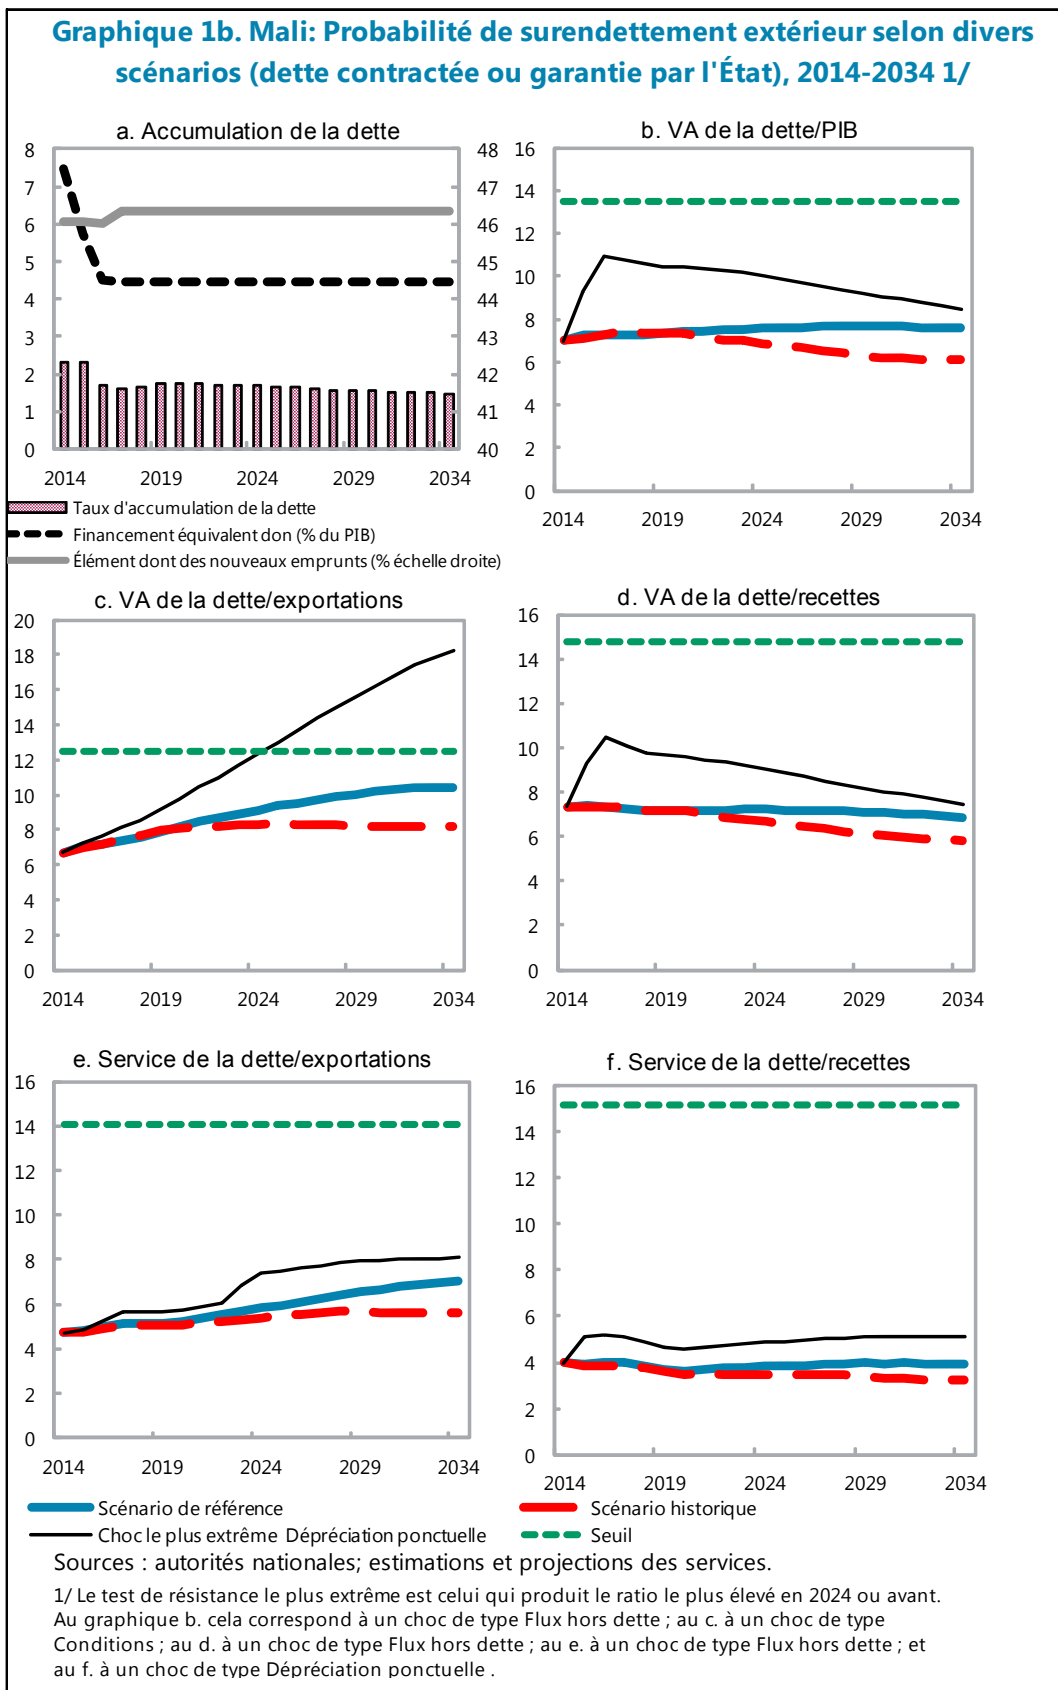 Graphique 1b. Mali: Probabilité de surendettement extérieur selon divers
scénarios (dette contractée ou garantie par l'État), 2014-2034 1/
a. Accumulation de la dette
8
7
6
5
4
3
2
1
0
48
47
46
45
44
43
42
41
40
2014 2019 2024 2029 2034
Taux d'accumulation de la dette
Financement équivalent don (% du PIB)
Élément dont des nouveaux emprunts (% échelle droite)
b. VA de la dette/PIB
16
14
12
10
8
6
4
2
0
2014 2019 2024 2029 2034
c. VA de la dette/exportations
20
18
16
14
12
10
8
6
4
2
0
2014 2019 2024 2029 2034
d. VA de la dette/recettes
16
14
12
10
8
6
4
2
0
2014 2019 2024 2029 2034
e. Service de la dette/exportations
16
14
12
10
8
6
4
2
0
2014 2019 2024 2029 2034
f. Service de la dette/recettes
16
14
12
10
8
6
4
2
0
2014 2019 2024 2029 2034
Scénario de référence
Scénario historique
Choc le plus extrême Dépréciation ponctuelle
Seuil
Sources : autorités nationales; estimations et projections des services.
1/ Le test de résistance le plus extrême est celui qui produit le ratio le plus élevé en 2024 ou avant.
Au graphique b. cela correspond à un choc de type Flux hors dette ; au c. à un choc de type
Conditions ; au d. à un choc de type Flux hors dette ; au e. à un choc de type Flux hors dette ; et
au f. à un choc de type Dépréciation ponctuelle .